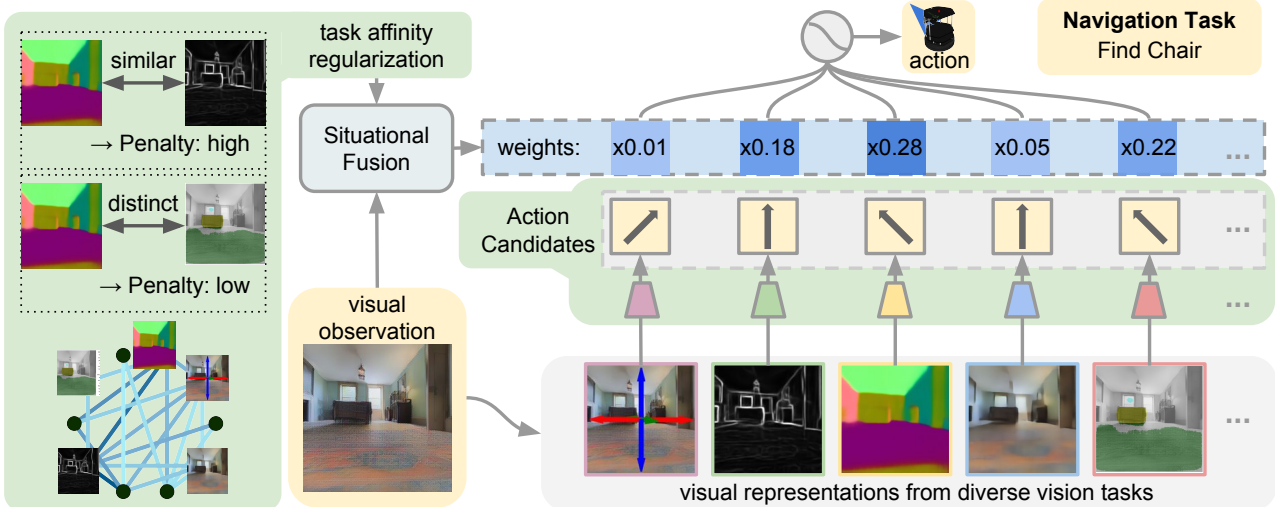 similar
→ Penalty: high
distinct
→ Penalty: low
task affinity
regularization
Situational
Fusion
visual
observation
action
Navigation Task
Find Chair
weights:
x0.01
x0.18
x0.28
x0.05
x0.22
...
Action
Candidates
...
...
...
visual representations from diverse vision tasks